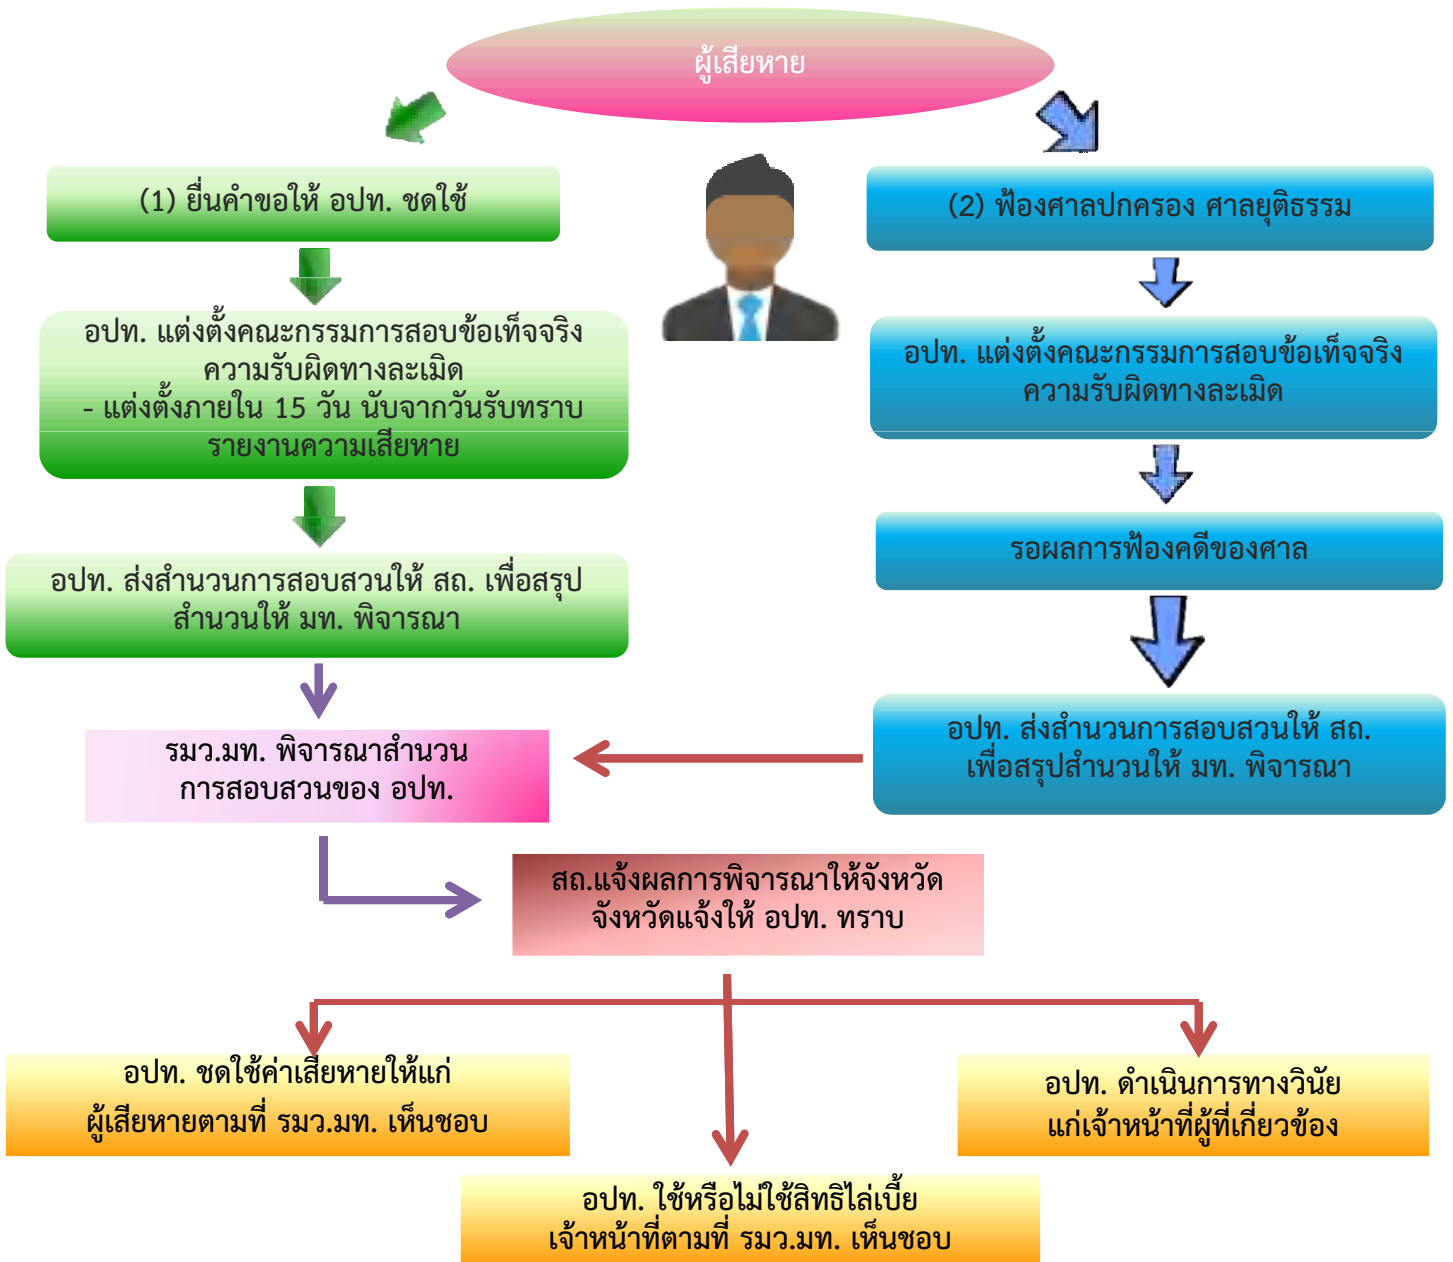 ผู้เสียหาย
(1) ยื่นคำขอให้ อปท. ชดใช้
(2) ฟ้องศาลปกครอง ศาลยุติธรรม
อปท. แต่งตั้งคณะกรรมการสอบข้อเท็จจริง
ความรับผิดทางละเมิด
- แต่งตั้งภายใน 15 วัน นับจากวันรับทราบ
รายงานความเสียหาย
อปท. แต่งตั้งคณะกรรมการสอบข้อเท็จจริง
ความรับผิดทางละเมิด
รอผลการฟ้องคดีของศาล
อปท. ส่งสำนวนการสอบสวนให้ สถ. เพื่อสรุป
สำนวนให้ มท. พิจารณา
อปท. ส่งสำนวนการสอบสวนให้ สถ.
เพื่อสรุปสำนวนให้ มท. พิจารณา
รมว.มท. พิจารณาสำนวน
การสอบสวนของ อปท.
สถ.แจ้งผลการพิจารณาให้จังหวัด
จังหวัดแจ้งให้ อปท. ทราบ
อปท. ชดใช้ค่าเสียหายให้แก่
ผู้เสียหายตามที่ รมว.มท. เห็นชอบ
อปท. ดำเนินการทางวินัย
แก่เจ้าหน้าที่ผู้ที่เกี่ยวข้อง
อปท. ใช้หรือไม่ใช้สิทธิไล่เบี้ย
เจ้าหน้าที่ตามที่ รมว.มท. เห็นชอบ